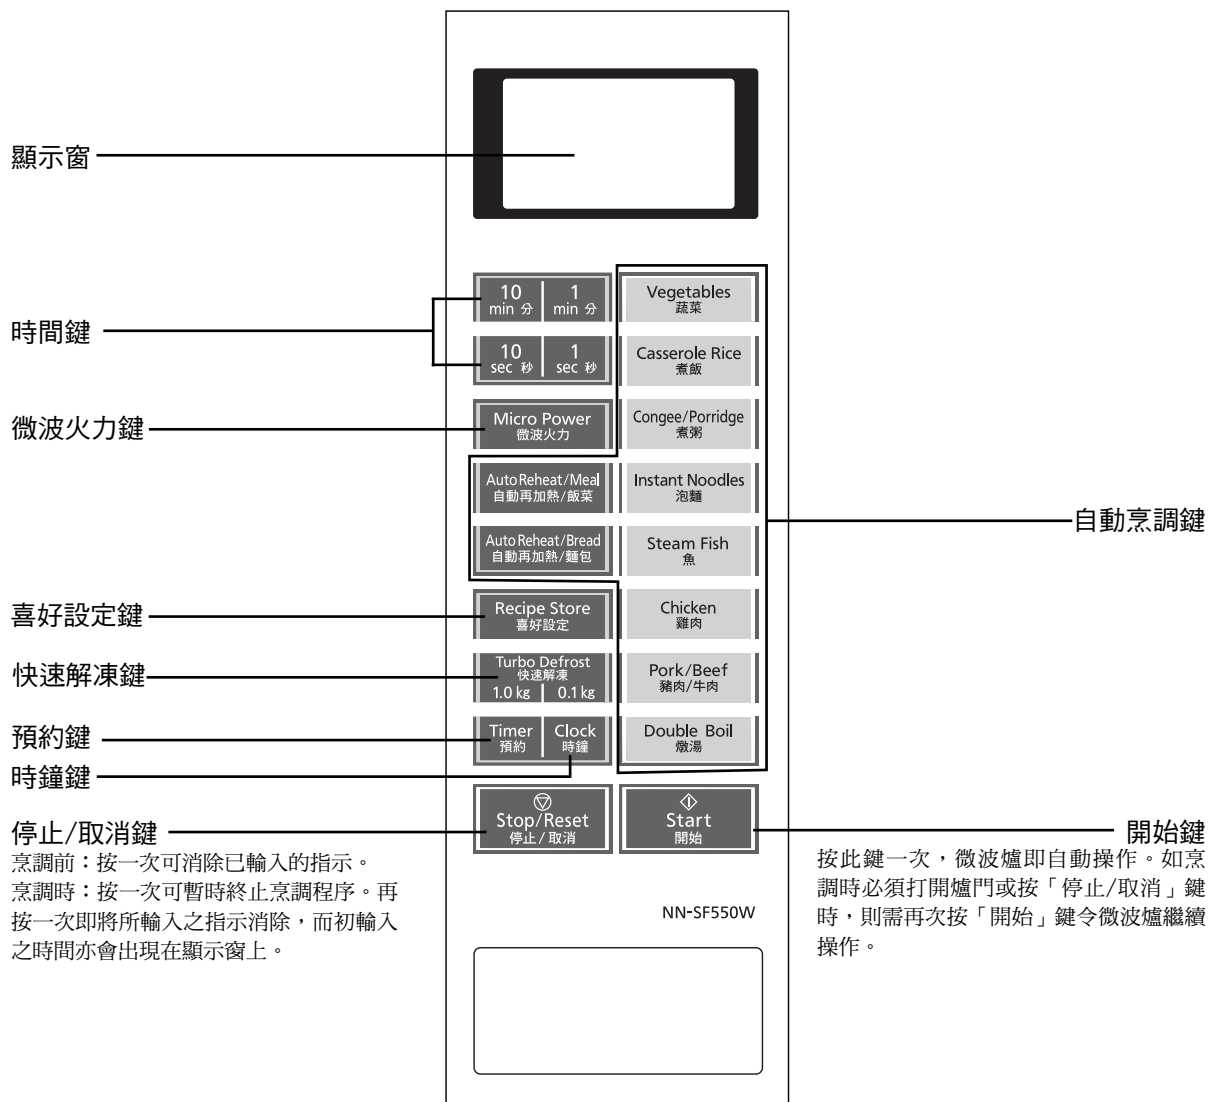 顯示窗
時間鍵
微波火力鍵
喜好設定鍵
快速解凍鍵
預約鍵
時鐘鍵
停止/取消鍵
烹調前：按一次可消除已輸入的指示。
烹調時：按一次可暫時終止烹調程序。再
按一次即將所輸入之指示消除，而初輸入
之時間亦會出現在顯示窗上。
10 1
min 分 min 分
10 1
sec 秒 sec 秒
Micro Power
微波火力
Auto Reheat/Meal
自動再加熱/飯菜
Auto Reheat/Bread
自動再加熱/麵包
Recipe Store
喜好設定
Turbo Defrost
快速解凍
1.0 kg 0.1 kg
Timer Clock
預約 時鐘
Stop/Reset
停止/取消
Vegetables
蔬菜
Casserole Rice
煮飯
Congee/Porridge
煮粥
Instant Noodles
泡麵
Steam Fish
魚
Chicken
雞肉
Pork/Beef
豬肉/牛肉
Double Boil
燉湯
Start
開始
NN-SF550W
自動烹調鍵
開始鍵
按此鍵一次，微波爐即自動操作。如烹
調時必須打開爐門或按「停止/取消」鍵
時，則需再次按「開始」鍵令微波爐繼續
操作。